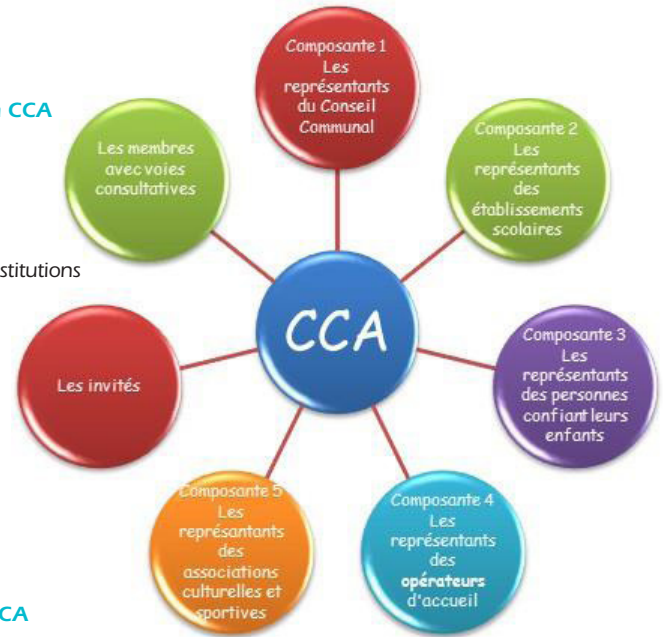 CCA
Composante 1
Les
représentants
du Conseil
Communal
Composante 2
Les
représentants
des
établissements
scolaires
Composante 3
Les
représentants
des personnes
confiant leurs
enfants
Composante 4
Les
représentants
des
opérateurs
d'accueil
Composante 5
Les
représantants
des
associations
culturelles et
sportives
Les invités
Les membres
avec voies
consultatives
CCA
stitutions
CCA